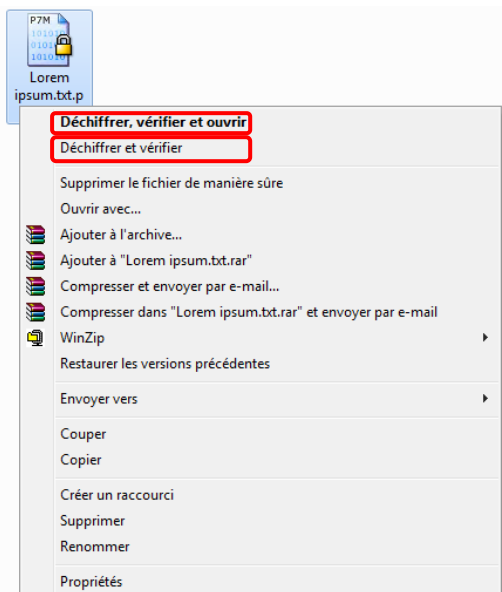 P7M
Lorem
ipsum.txt.p
Déchiffrer, vérifier et ouvrir
Déchiffrer et vérifier
Supprimer le fichier de manière sûre
Ouvrir avec...
Ajouter à l'archive...
Ajouter à "Lorem ipsum.txt.rar"
Compresser et envoyer par e-mail...
Compresser dans "Lorem ipsum.txt.rar" et envoyer par e-mail
WinZip
Restaurer les versions précédentes
Envoyer vers
Couper
Copier
Créer un raccourci
Supprimer
Renommer
Propriétés